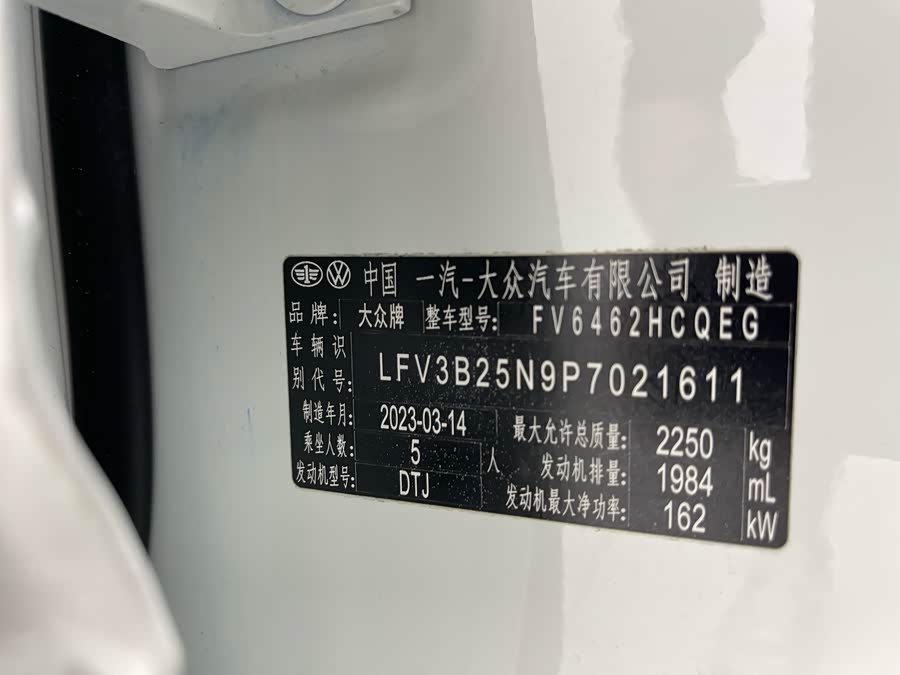 中国 一汽-大众汽车有限公司 制造
品牌: 大众牌 整车型号: FV6462HCQEG
车辆识别代号: LFV3B25N9P7021611
制造年月: 2023-03-14 最大允许总质量: 2250 kg
乘坐人数: 5 人 发动机排量: 1984 mL
发动机型号: DTJ 发动机最大净功率: 162 kW